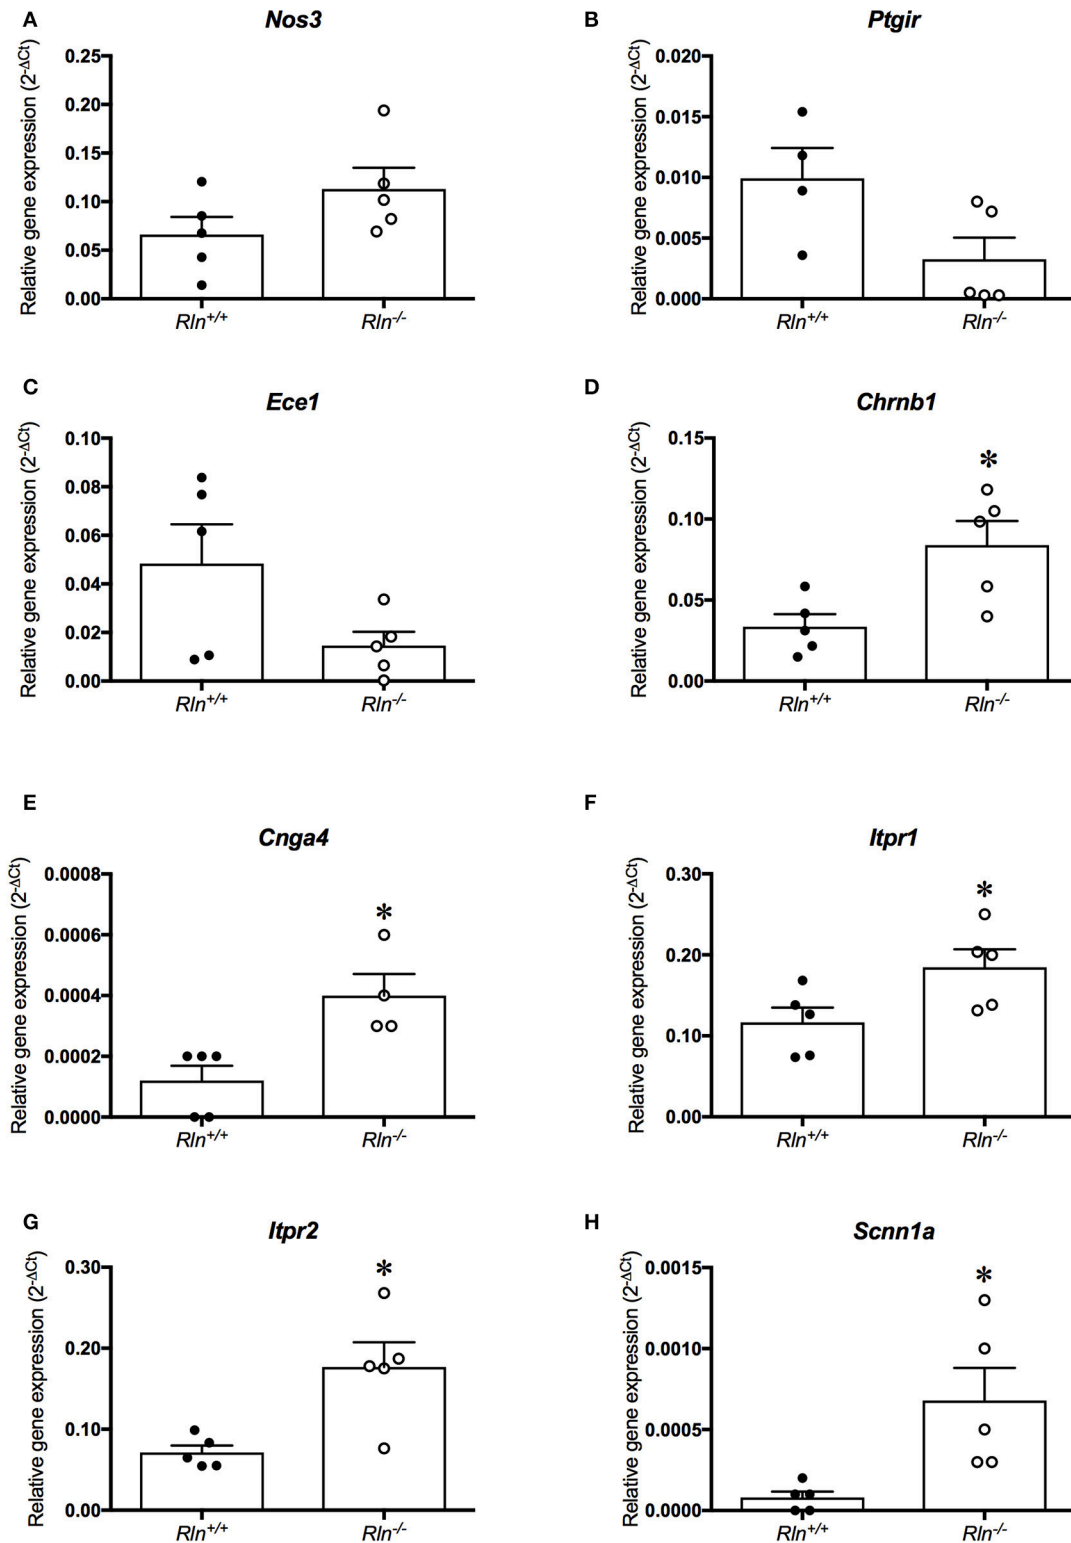 A
Nos3
Relative gene expression (2-ΔCt)
0.25
0.20
0.15
0.10
0.05
0.00
Rln+/+
Rln-/-
B
Ptgir
Relative gene expression (2-ΔCt)
0.020
0.015
0.010
0.005
0.000
Rln+/+
Rln-/-
C
Ece1
Relative gene expression (2-ΔCt)
0.10
0.08
0.06
0.04
0.02
0.00
Rln+/+
Rln-/-
D
Chrnb1
Relative gene expression (2-ΔCt)
0.15
0.10
0.05
0.00
*
Rln+/+
Rln-/-
E
Cnga4
Relative gene expression (2-ΔCt)
0.0008
0.0006
0.0004
0.0002
0.0000
*
Rln+/+
Rln-/-
F
Itpr1
Relative gene expression (2-ΔCt)
0.30
0.20
0.10
0.00
*
Rln+/+
Rln-/-
G
Itpr2
Relative gene expression (2-ΔCt)
0.30
0.20
0.10
0.00
*
Rln+/+
Rln-/-
H
Scnn1a
Relative gene expression (2-ΔCt)
0.0015
0.0010
0.0005
0.0000
*
Rln+/+
Rln-/-